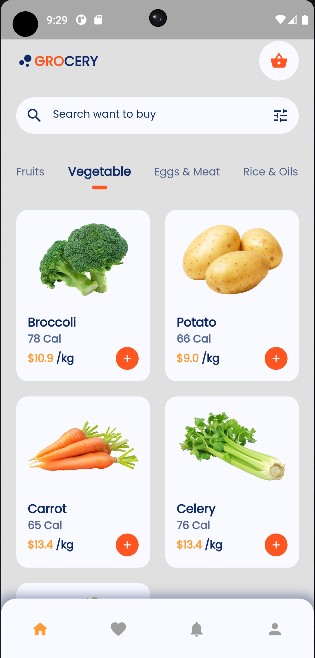 9:29
GROCERY
Search want to buy
Fruits Vegetable Eggs & Meat Rice & Oils
Broccoli
78 Cal
$10.9 /kg
+
Potato
66 Cal
$9.0 /kg
+
Carrot
65 Cal
$13.4 /kg
+
Celery
76 Cal
$13.4 /kg
+